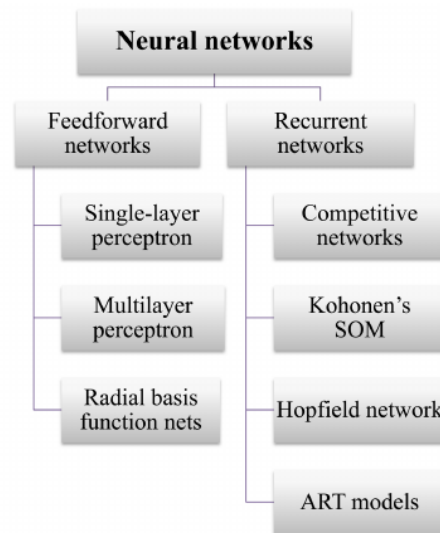 Neural networks
Feedforward
networks
Recurrent
networks
Single-layer
perceptron
Competitive
networks
Multilayer
perceptron
Kohonen's
SOM
Radial basis
function nets
Hopfield network
ART models